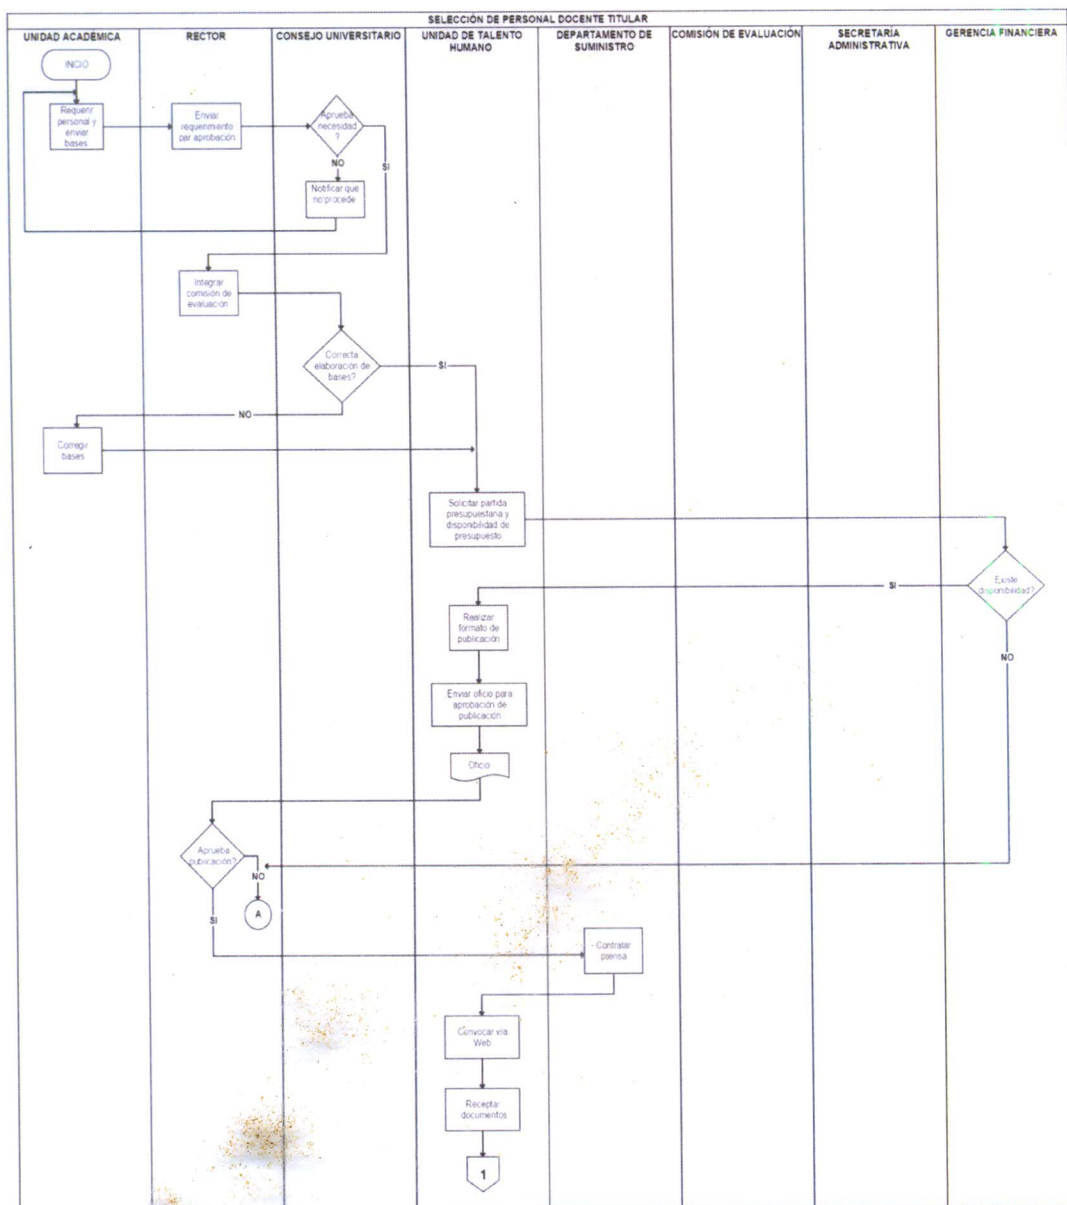 SELECCIÓN DE PERSONAL DOCENTE TITULAR
UNIDAD ACADÉMICA
RECTOR
CONSEJO UNIVERSITARIO
UNIDAD DE TALENTO
HUMANO
DEPARTAMENTO DE
SUMINISTRO
COMISIÓN DE EVALUACIÓN
SECRETARÍA
ADMINISTRATIVA
GERENCIA FINANCIERA
INICIO
Requerir
personal y
enviar
bases
Enviar
requerimiento
par aprobación
Aprueba
necesidad
?
NO
SI
Notificar que
no procede
Integrar
comisión de
evaluación
Correcta
elaboración de
bases?
SI
NO
Corregir
bases
Solicitar partida
presupuestaria y
disponibilidad de
presupuesto
Existe
disponibilidad?
SI
NO
Realizar
formato de
publicación
Enviar oficio para
aprobación de
publicación
Oficio
Aprueba
publicación?
NO
A
SI
Contratar
prensa
Convocar vía
Web
Receptar
documentos
1